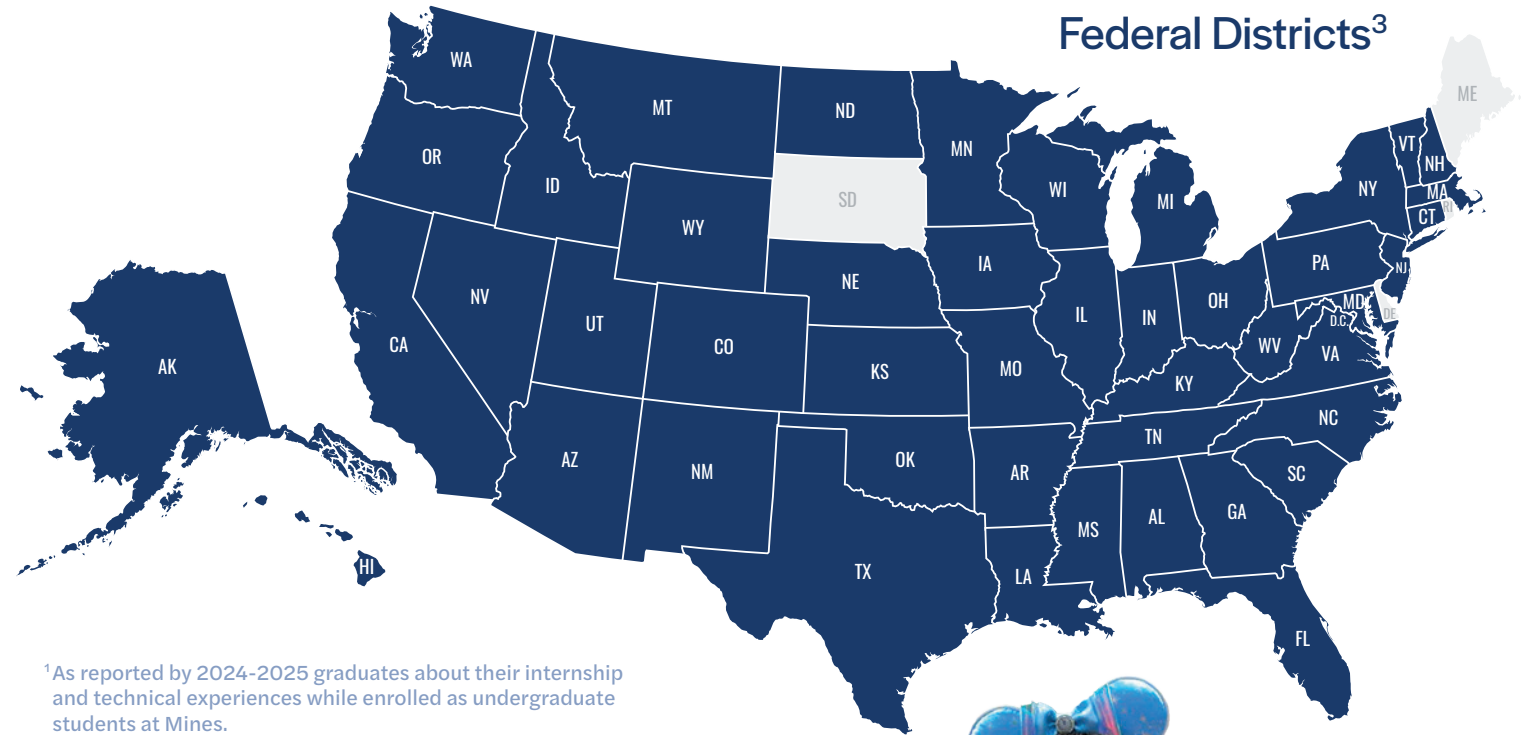 Federal Districts³
WA
MT
ND
MN
ME
OR
ID
SD
WI
MI
NY
VT
NH
MA
RI
CT
WY
IA
NE
PA
NJ
NV
UT
IL
IN
OH
MD
DE
D.C.
CA
CO
KS
MO
WV
VA
KY
AK
AZ
NM
OK
AR
TN
NC
SC
MS
AL
GA
TX
LA
HI
FL
¹As reported by 2024-2025 graduates about their internship
and technical experiences while enrolled as undergraduate
students at Mines.